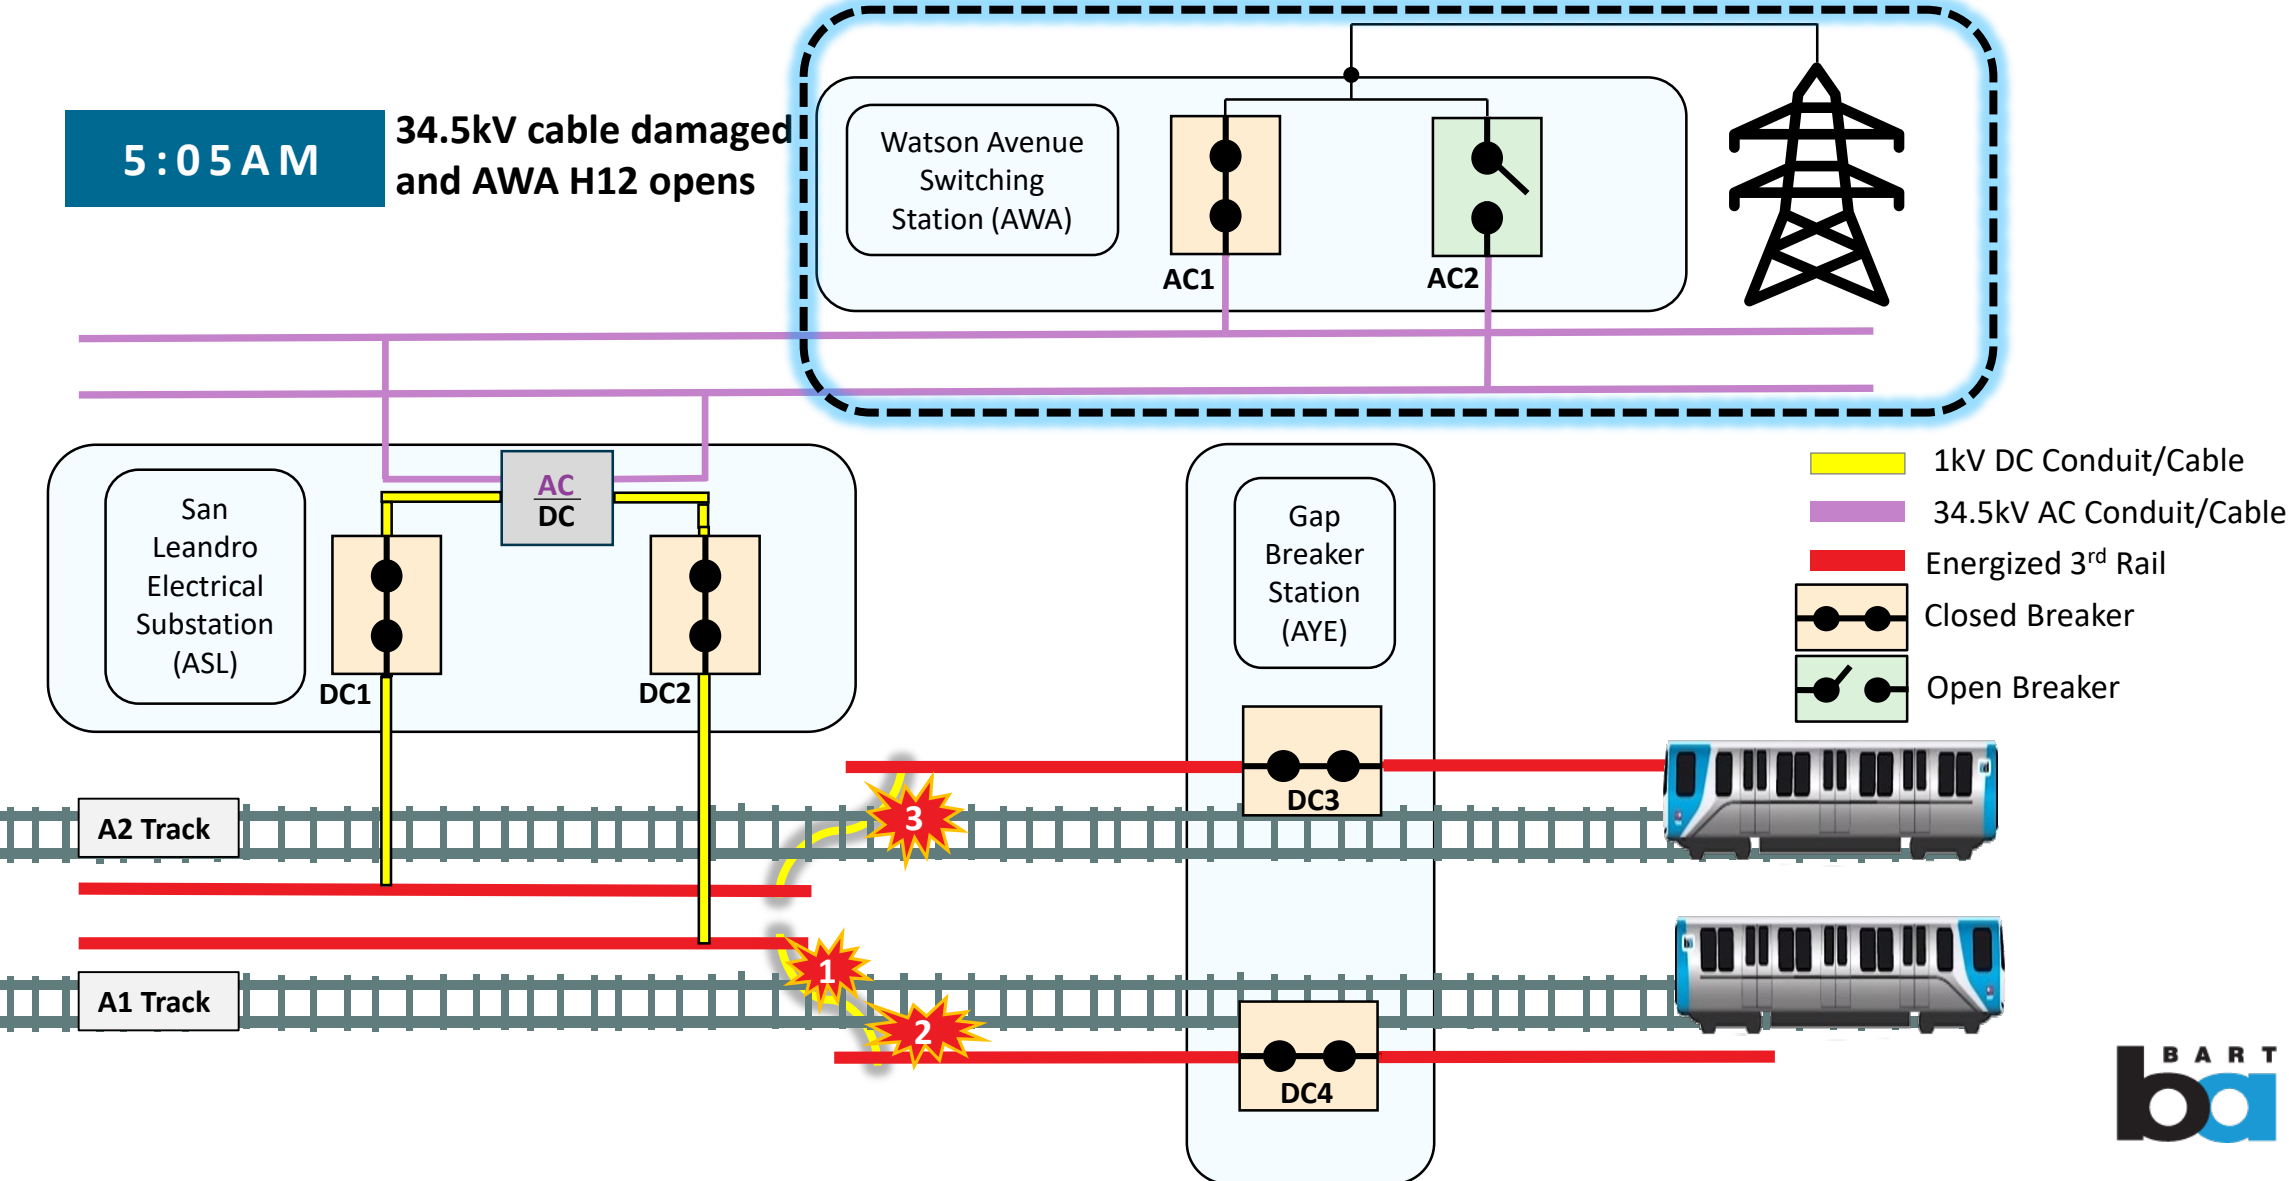 5:05AM
34.5kV cable damaged
and AWA H12 opens
Watson Avenue
Switching
Station (AWA)
AC1
AC2
1kV DC Conduit/Cable
34.5kV AC Conduit/Cable
Energized 3rd Rail
Closed Breaker
Open Breaker
San
Leandro
Electrical
Substation
(ASL)
AC
DC
DC1
DC2
Gap
Breaker
Station
(AYE)
DC3
3
A2 Track
1
A1 Track
2
DC4
BART
ba